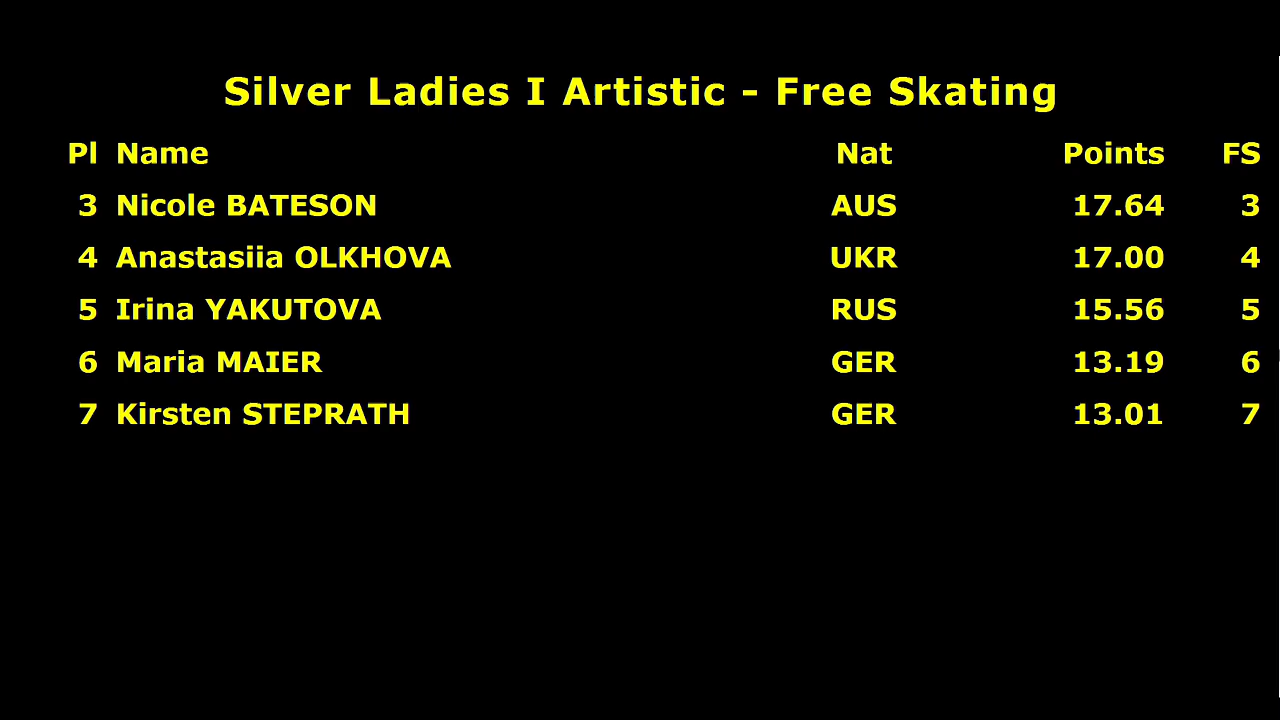 Silver Ladies I Artistic - Free Skating
Pl Name Nat Points FS
3 Nicole BATESON AUS 17.64 3
4 Anastasiia OLKHOVA UKR 17.00 4
5 Irina YAKUTOVA RUS 15.56 5
6 Maria MAIER GER 13.19 6
7 Kirsten STEPRATH GER 13.01 7